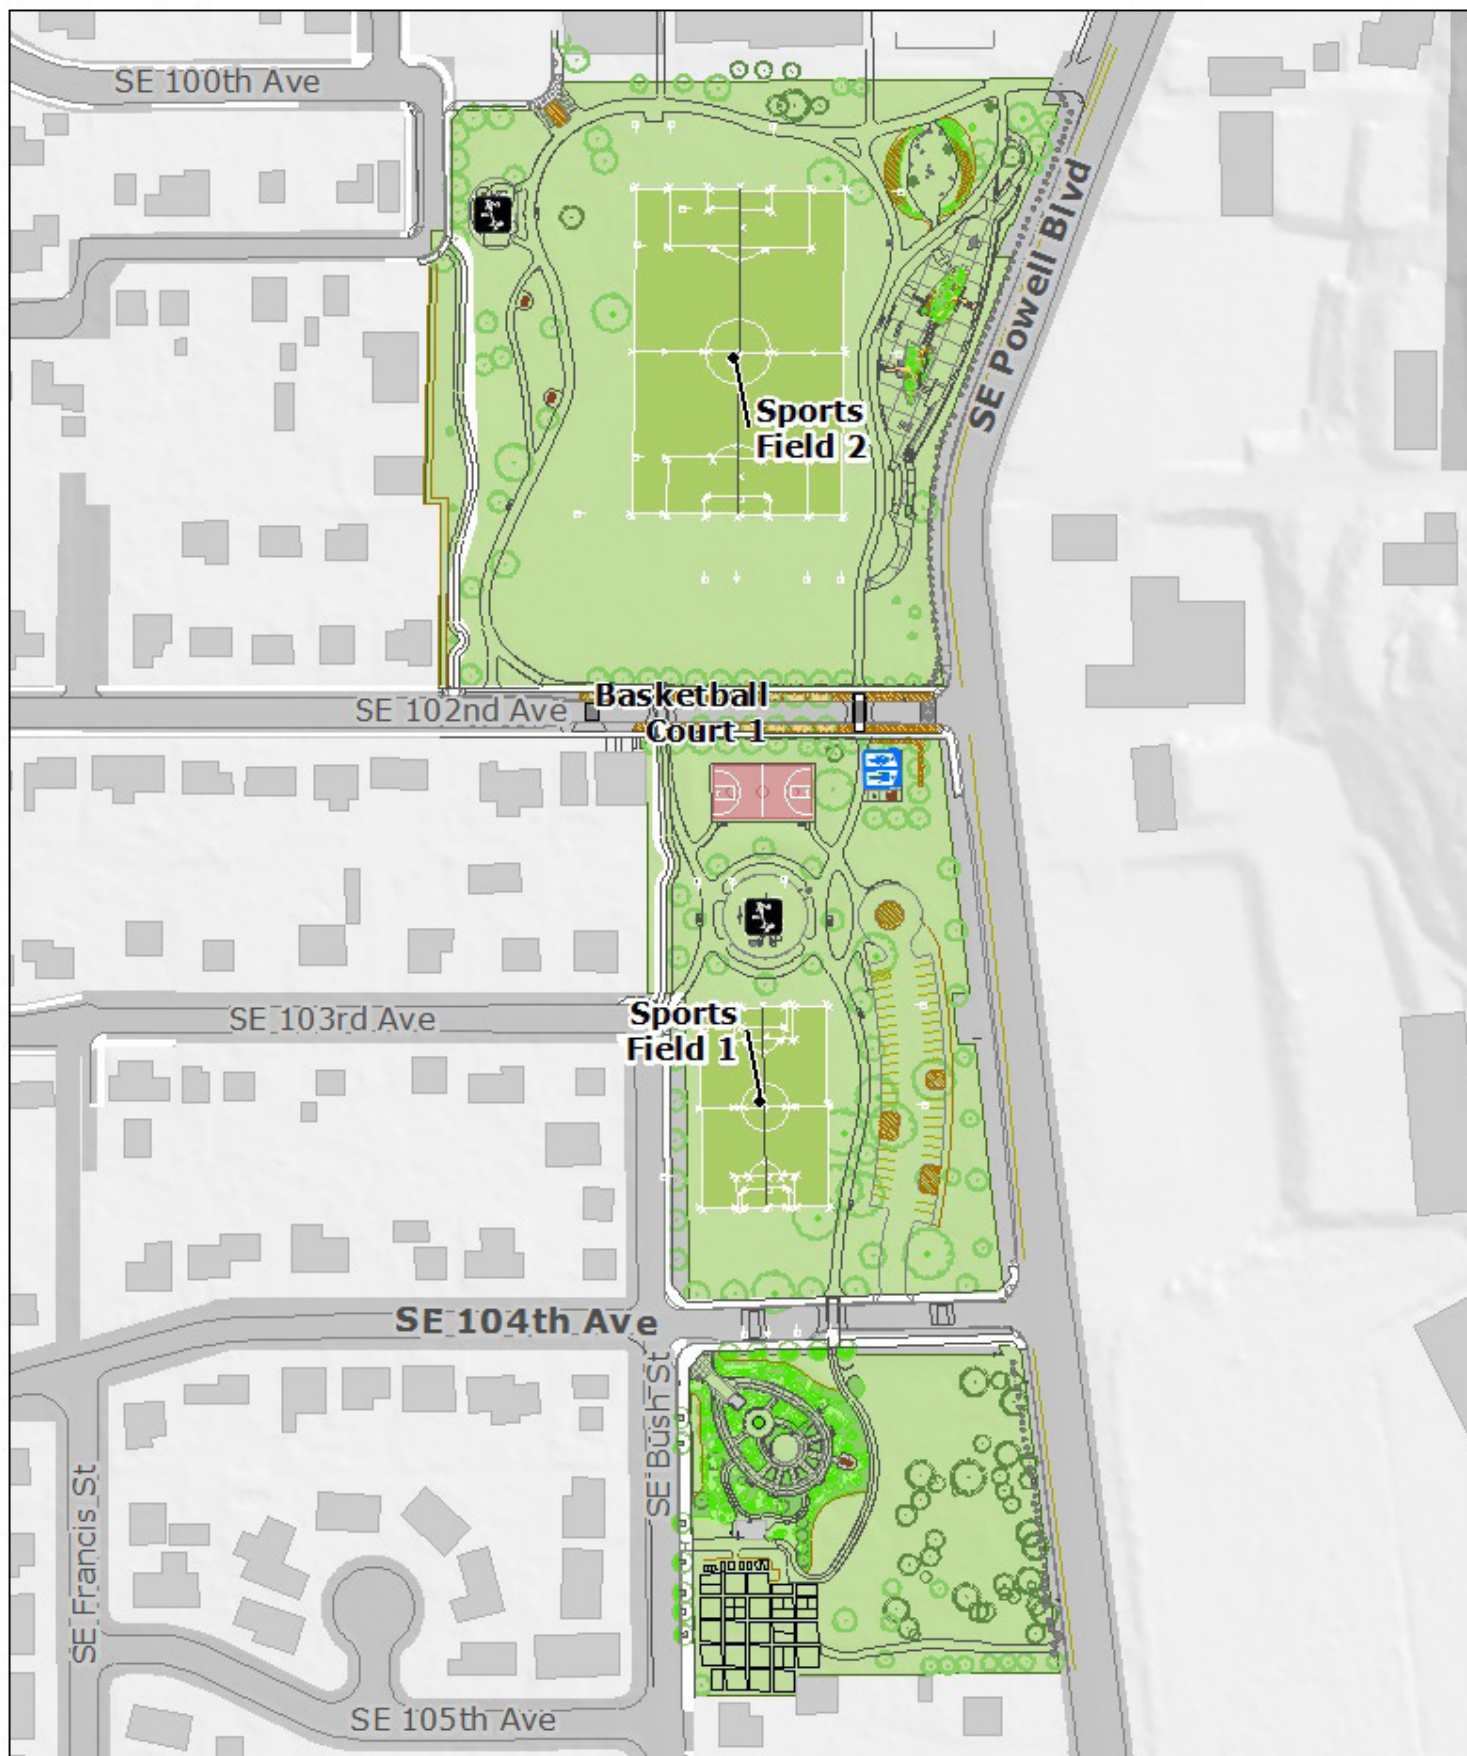 SE 100th Ave
SE Powell Blvd
Sports
Field 2
Basketball
Court 1
SE 102nd Ave
Sports
Field 1
SE 103rd Ave
SE 104th Ave
SE Bush St
SE Francis St
SE 105th Ave